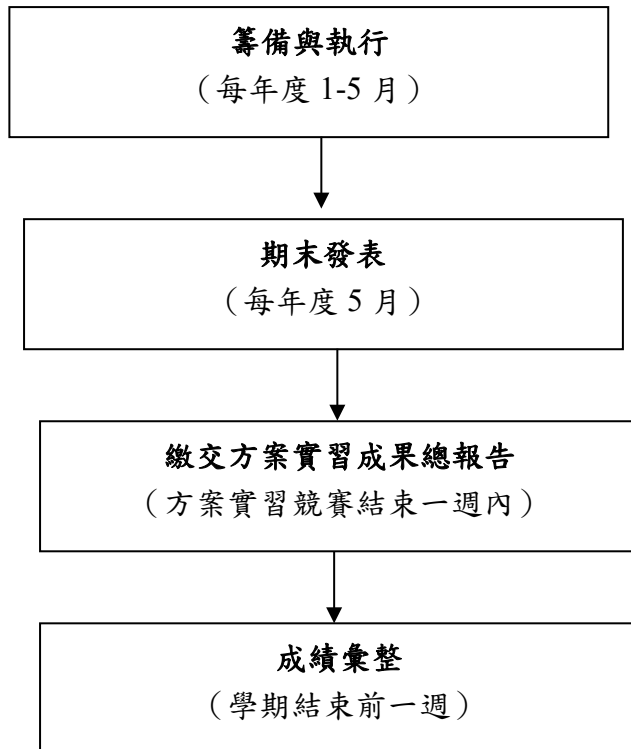 籌備與執行
（每年度 1-5 月）
期末發表
（每年度 5 月）
繳交方案實習成果總報告
（方案實習競賽結束一週內）
成績彙整
（學期結束前一週）